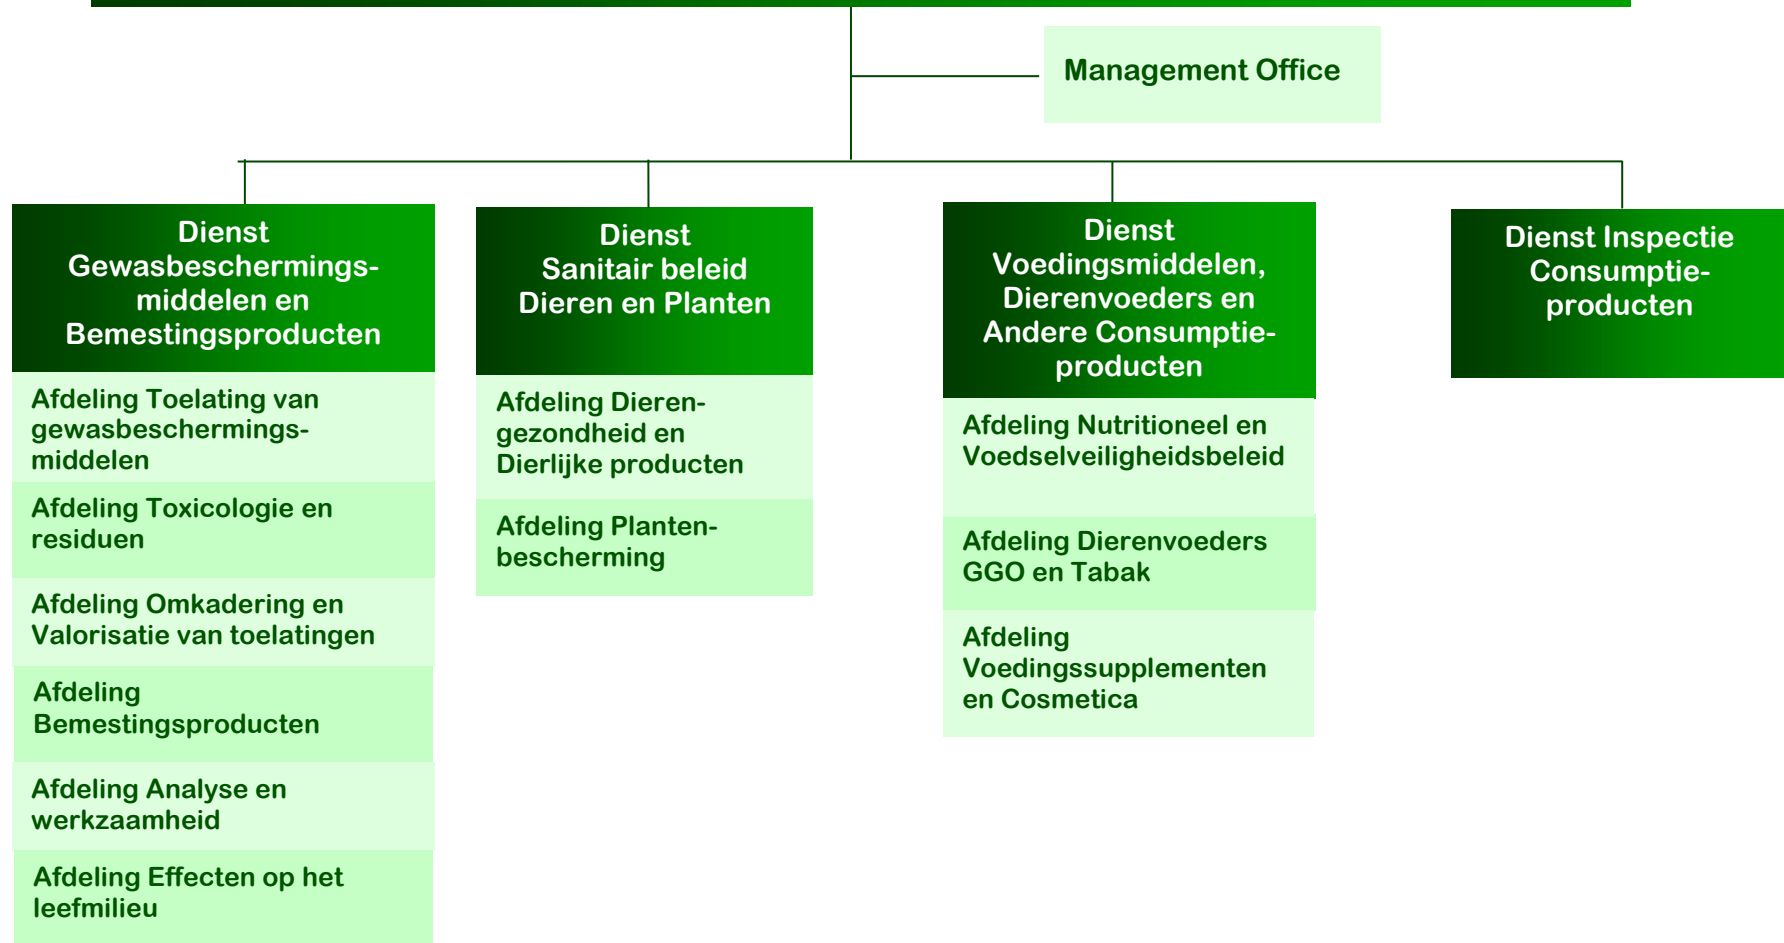 Management Office
Dienst
Gewasbeschermings-
middelen en
Bemestingsproducten
Afdeling Toelating van
gewasbeschermings-
middelen
Afdeling Toxicologie en
residuen
Afdeling Omkadering en
Valorisatie van toelatingen
Afdeling
Bemestingsproducten
Afdeling Analyse en
werkzaamheid
Afdeling Effecten op het
leefmilieu
Dienst
Sanitair beleid
Dieren en Planten
Afdeling Dieren-
gezondheid en
Dierlijke producten
Afdeling Planten-
bescherming
Dienst
Voedingsmiddelen,
Dierenvoeders en
Andere Consumptie-
producten
Afdeling Nutritioneel en
Voedselveiligheidsbeleid
Afdeling Dierenvoeders
GGO en Tabak
Afdeling
Voedingssupplementen
en Cosmetica
Dienst Inspectie
Consumptie-
producten